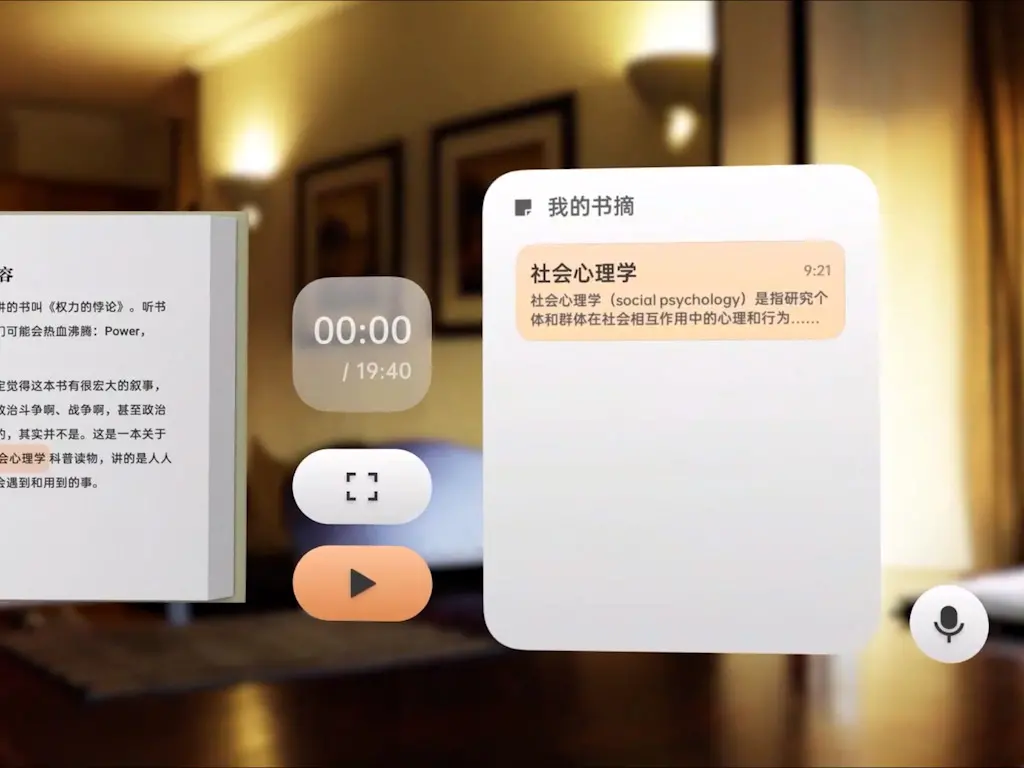 容
讲的书叫《权力的悖论》。听书
们可能会热血沸腾：Power，
定觉得这本书有很宏大的叙事，
政治斗争啊、战争啊，甚至政治
的，其实并不是。这是一本关于
会心理学科普读物，讲的是人人
会遇到和用到的事。
00:00
/ 19:40
我的书摘
社会心理学
9:21
社会心理学（social psychology）是指研究个
体和群体在社会相互作用中的心理和行为……